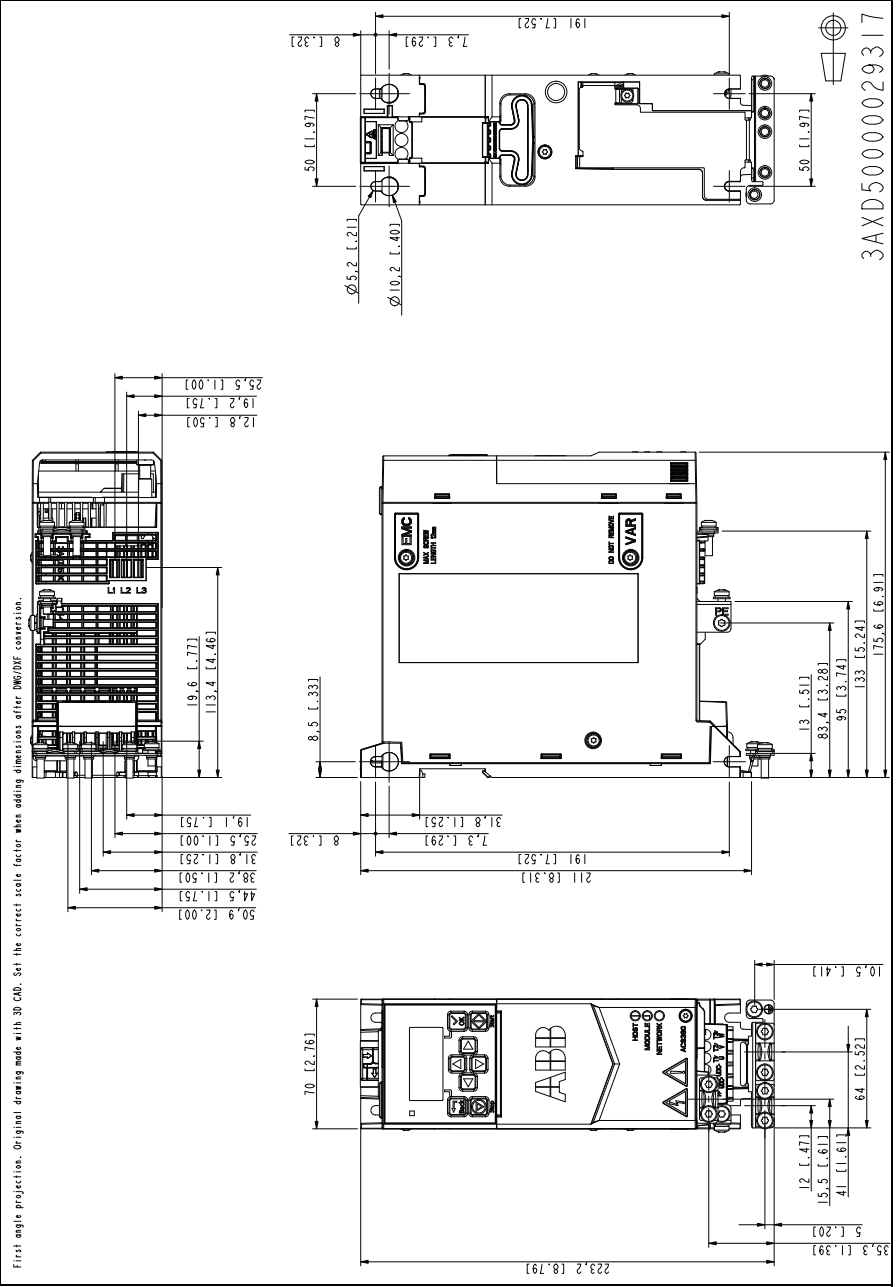 8 [.32]
7,3 [.29]
191 [7.52]
50 [1.97]
50 [1.97]
Ø5,2 [.21]
Ø10,2 [.40]
3AXD50000029317
25,5 [1.00]
19,2 [.75]
12,8 [.50]
L1 L2 L3
19,6 [.77]
113,4 [4.46]
19,1 [.75]
25,5 [1.00]
31,8 [1.25]
38,2 [1.50]
44,5 [1.75]
50,9 [2.00]
EMC
MAX SCREW
LENGTH 12mm
VAR
DO NOT REMOVE
PE
8,5 [.33]
13 [.51]
83,4 [3.28]
95 [3.74]
133 [5.24]
175,6 [6.91]
31,8 [1.25]
8 [.32]
7,3 [.29]
191 [7.52]
211 [8.31]
70 [2.76]
ABB
HOST
MODULE
NETWORK
ACS380
10,5 [.41]
64 [2.52]
12 [.47]
15,5 [.61]
41 [1.61]
5 [.20]
35,3 [1.39]
223,2 [8.79]
First angle projection. Original drawing made with 3D CAD. Set the correct scale factor when adding dimensions after DWG/DXF conversion.